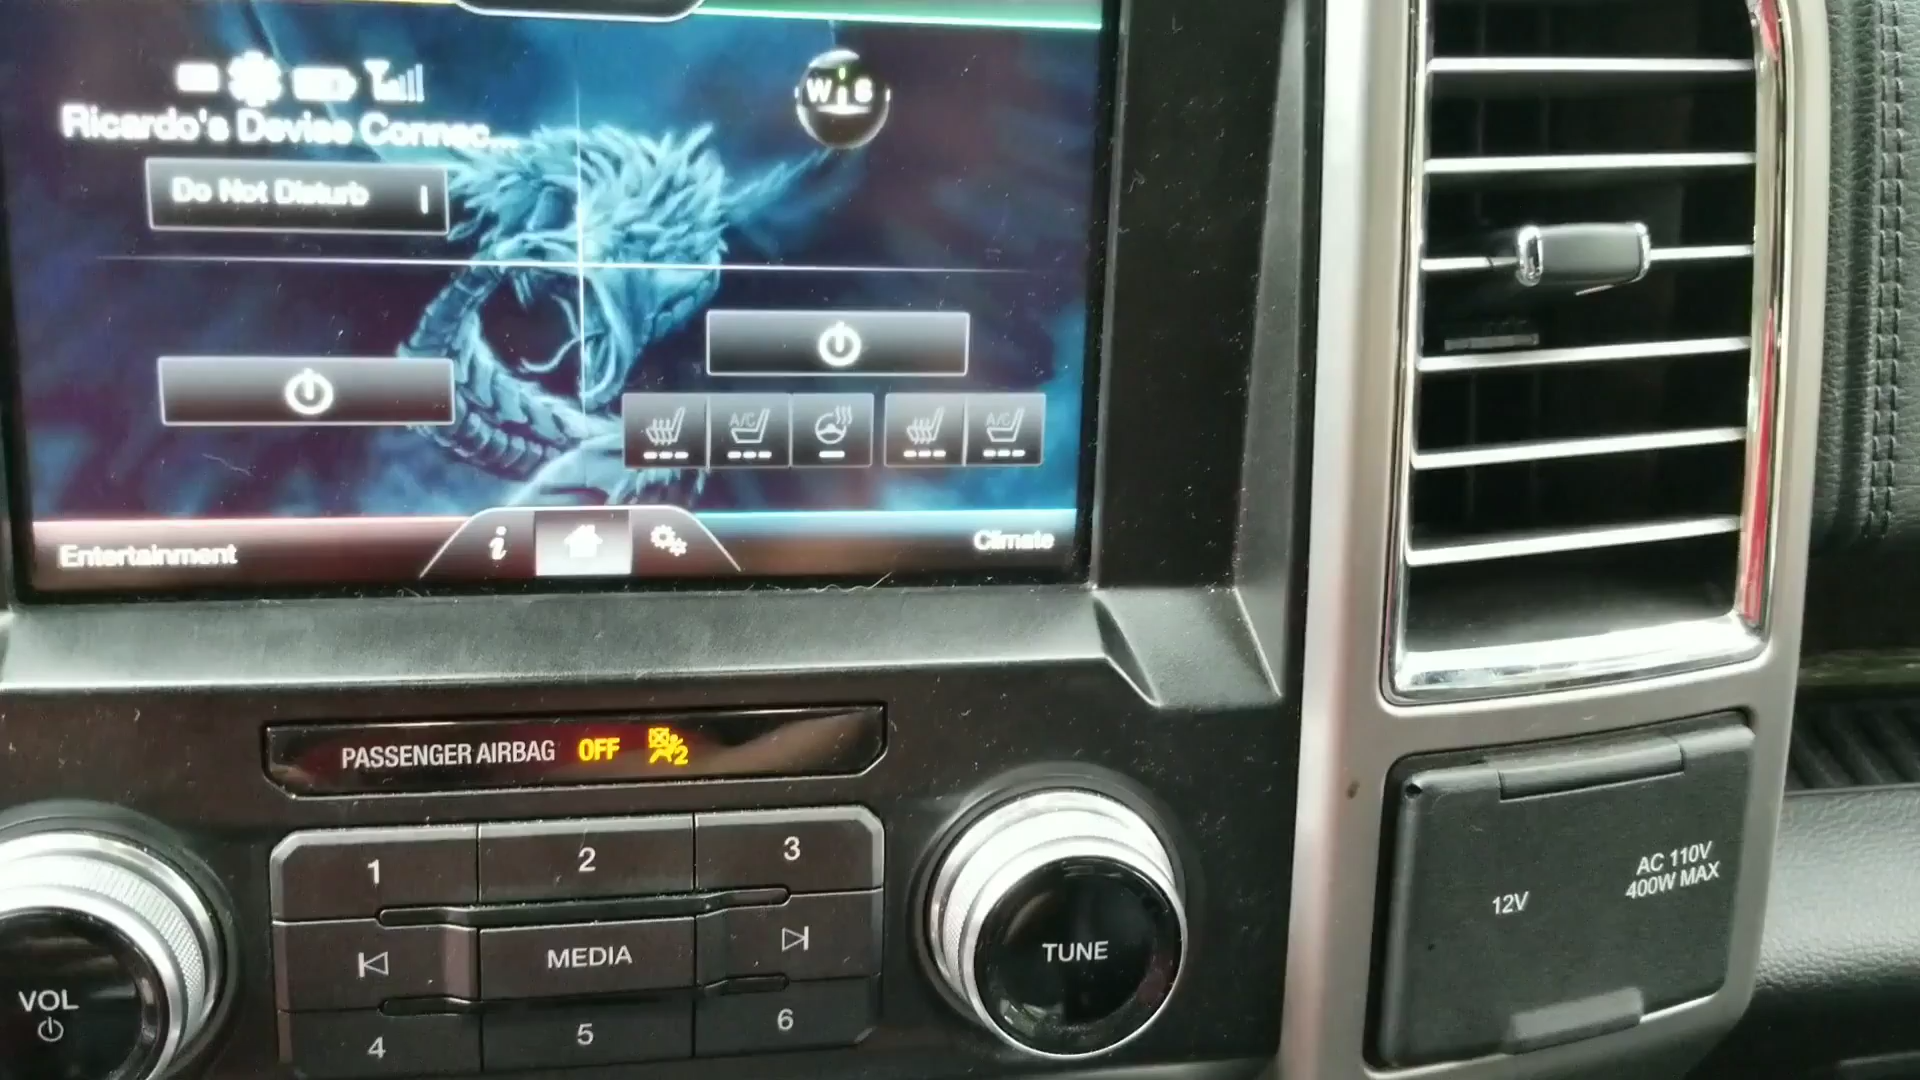 W S
Ricardo's Device Connec...
Do Not Disturb
A/C
A/C
Entertainment
i
Climate
PASSENGER AIRBAG OFF 2
1
2
3
MEDIA
4
5
6
VOL
TUNE
12V
AC 110V
400W MAX